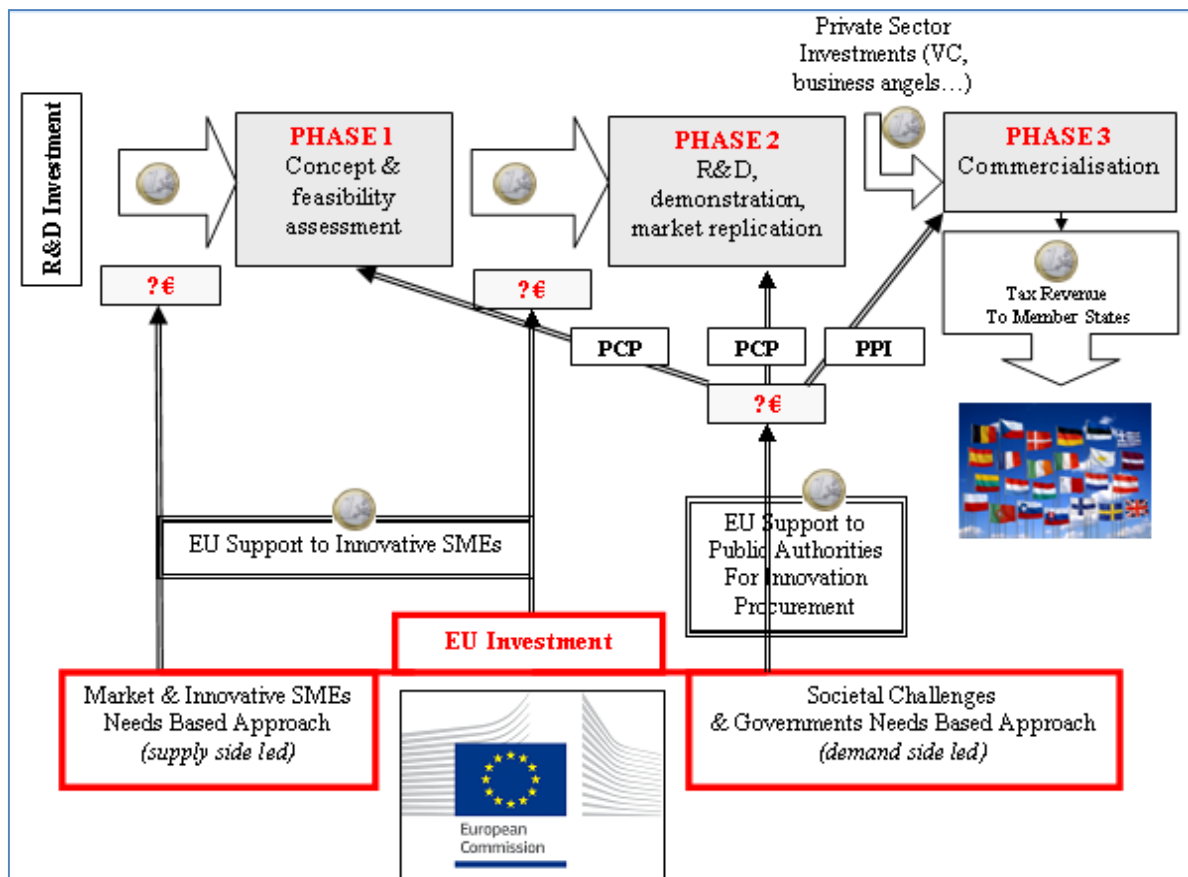 Private Sector
Investments (VC,
business angels…)
R&D Investment
PHASE 1
Concept &
feasibility
assessment
PHASE 2
R&D,
demonstration,
market replication
PHASE 3
Commercialisation
?€
?€
Tax Revenue
To Member States
PCP
PCP
PPI
?€
EU Support to Innovative SMEs
EU Support to
Public Authorities
For Innovation
Procurement
EU Investment
Market & Innovative SMEs
Needs Based Approach
(supply side led)
Societal Challenges
& Governments Needs Based Approach
(demand side led)
European
Commission